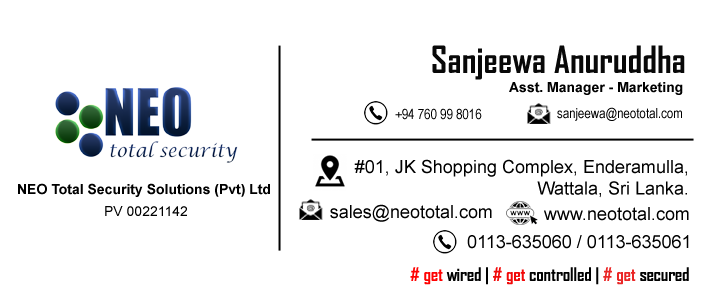 NEO
total security
NEO Total Security Solutions (Pvt) Ltd
PV 00221142
Sanjeewa Anuruddha
Asst. Manager - Marketing
+94 760 99 8016
sanjeewa@neototal.com
#01, JK Shopping Complex, Enderamulla,
Wattala, Sri Lanka.
sales@neototal.com
www www.neototal.com
0113-635060 / 0113-635061
# get wired | # get controlled | # get secured